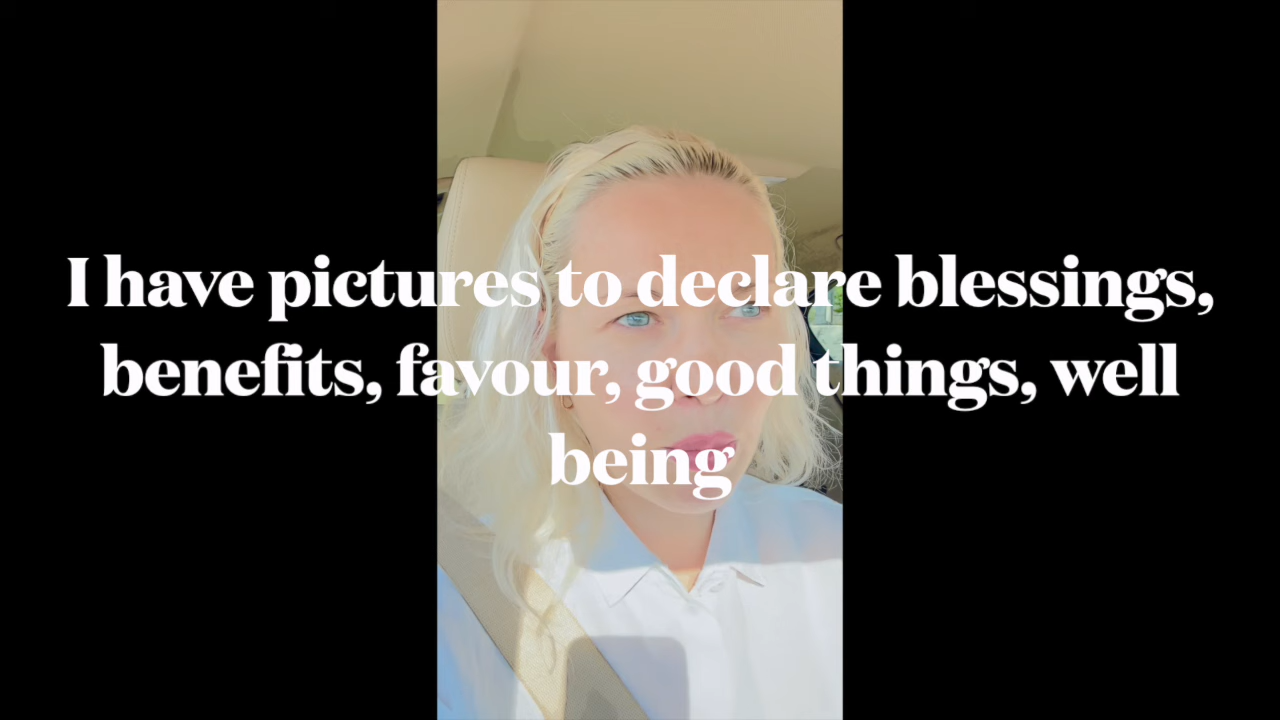 I have pictures to declare blessings,
benefits, favour, good things, well
being